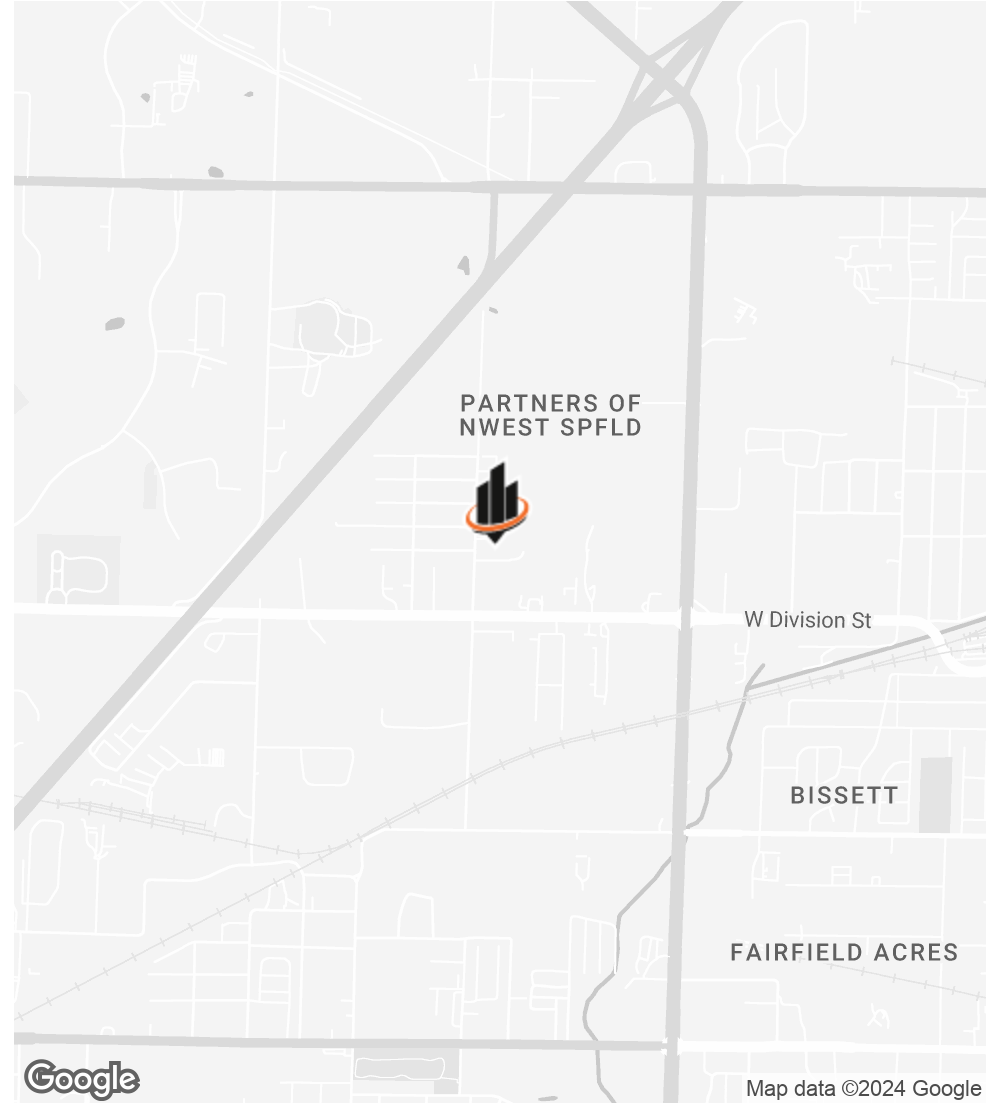 PARTNERS OF
NWEST SPFLD
W Division St
BISSETT
FAIRFIELD ACRES
Google
Map data ©2024 Google